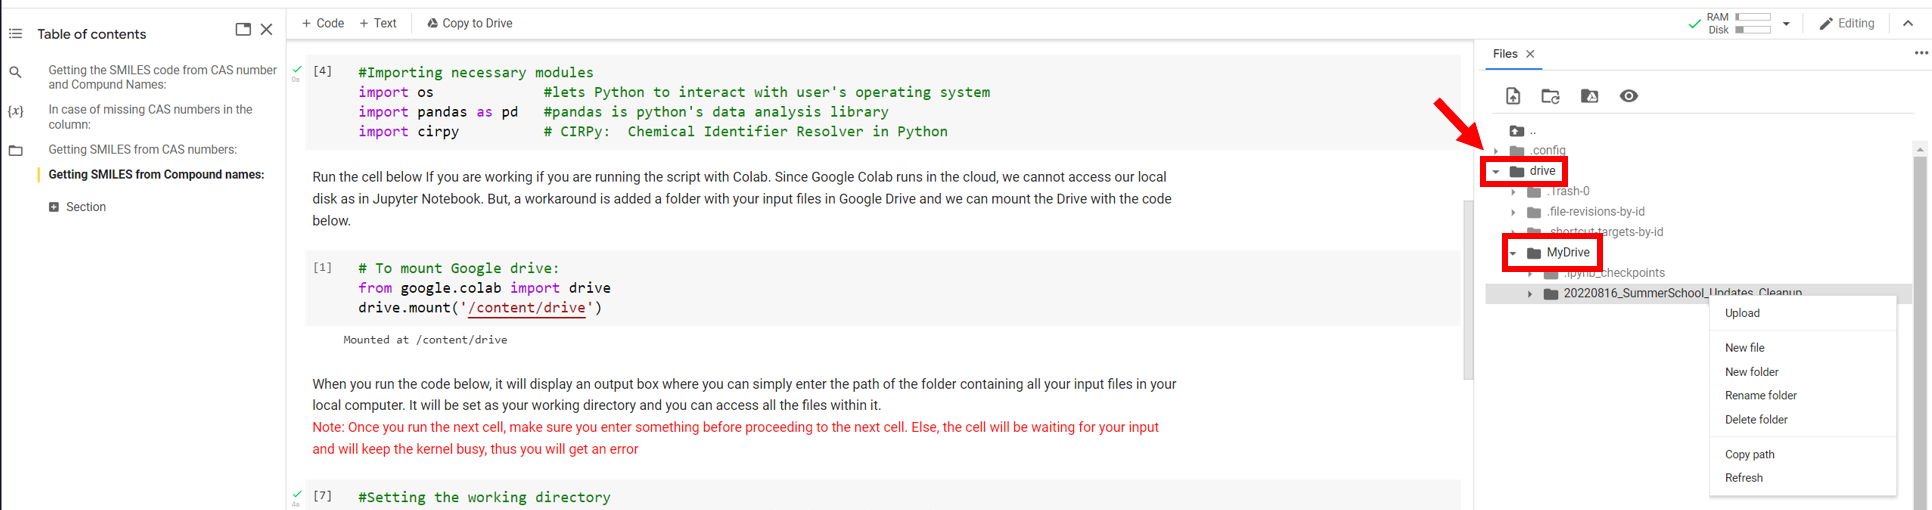 Table of contents
Getting the SMILES code from CAS number
and Compund Names:
In case of missing CAS numbers in the
column:
Getting SMILES from CAS numbers:
Getting SMILES from Compound names:
Section
+ Code + Text Copy to Drive
RAM
Disk
Editing
[4] #Importing necessary modules
import os #lets Python to interact with user's operating system
import pandas as pd #pandas is python's data analysis library
import cirpy # CIRPy: Chemical Identifier Resolver in Python
0s
{x}
Run the cell below If you are working if you are running the script with Colab. Since Google Colab runs in the cloud, we cannot access our local
disk as in Jupyter Notebook. But, a workaround is added a folder with your input files in Google Drive and we can mount the Drive with the code
below.
[1] # To mount Google drive:
from google.colab import drive
drive.mount('/content/drive')
Mounted at /content/drive
When you run the code below, it will display an output box where you can simply enter the path of the folder containing all your input files in your
local computer. It will be set as your working directory and you can access all the files within it.
Note: Once you run the next cell, make sure you enter something before proceeding to the next cell. Else, the cell will be waiting for your input
and will keep the kernel busy, thus you will get an error
[7] #Setting the working directory
4s
Files
..
.config
drive
.Trash-0
.file-revisions-by-id
.shortcut-targets-by-id
MyDrive
.ipynb_checkpoints
20220816_SummerSchool_Updates_Cleanup
Upload
New file
New folder
Rename folder
Delete folder
Copy path
Refresh